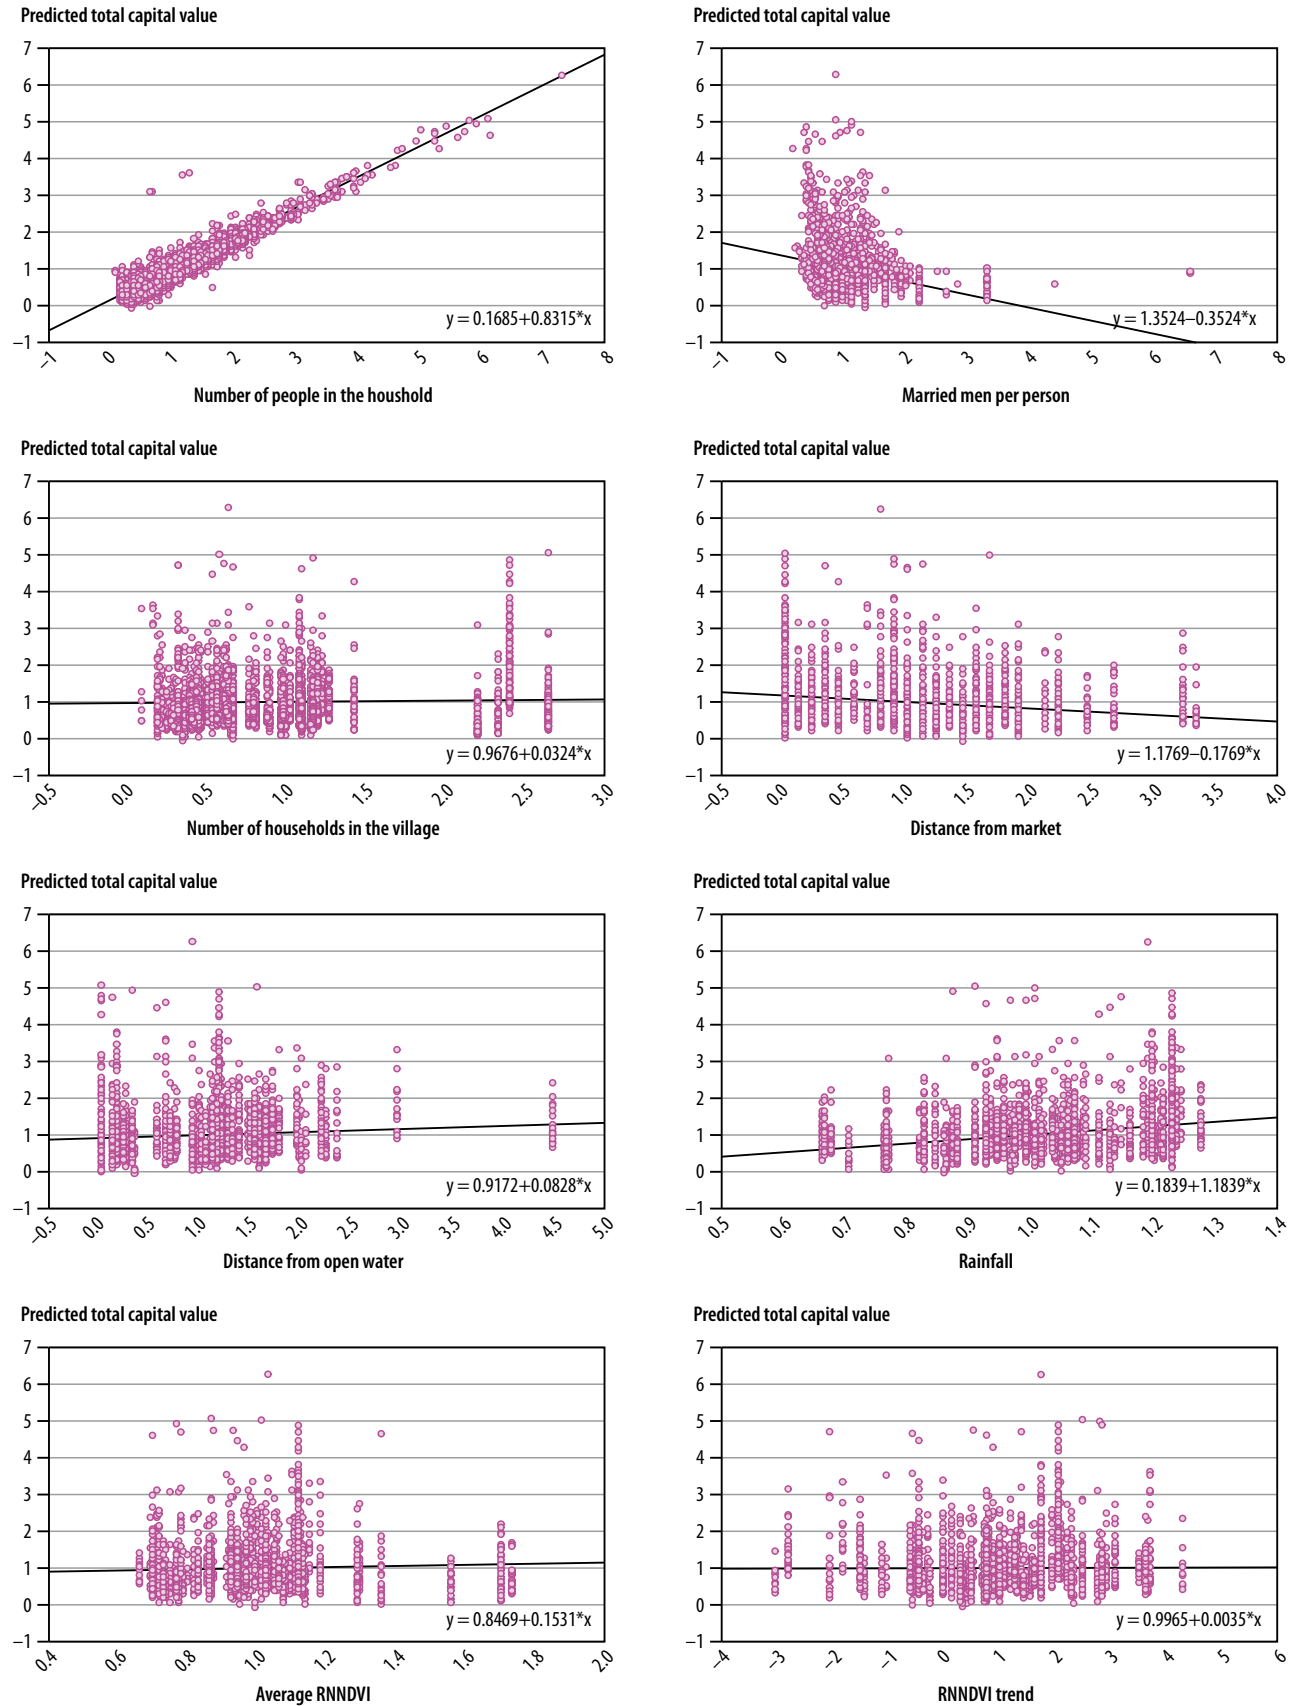 Predicted total capital value
7
6
5
4
3
2
1
0
–1
y = 0.1685+0.8315*x
–1 0 1 2 3 4 5 6 7 8
Number of people in the houshold
Predicted total capital value
7
6
5
4
3
2
1
0
–1
y = 1.3524–0.3524*x
–1 0 1 2 3 4 5 6 7 8
Married men per person
Predicted total capital value
7
6
5
4
3
2
1
0
–1
y = 0.9676+0.0324*x
–0.5 0.0 0.5 1.0 1.5 2.0 2.5 3.0
Number of households in the village
Predicted total capital value
7
6
5
4
3
2
1
0
–1
y = 1.1769–0.1769*x
–0.5 0.0 0.5 1.0 1.5 2.0 2.5 3.0 3.5 4.0
Distance from market
Predicted total capital value
7
6
5
4
3
2
1
0
–1
y = 0.9172+0.0828*x
–0.5 0.0 0.5 1.0 1.5 2.0 2.5 3.0 3.5 4.0 4.5 5.0
Distance from open water
Predicted total capital value
7
6
5
4
3
2
1
0
–1
y = 0.1839+1.1839*x
0.5 0.6 0.7 0.8 0.9 1.0 1.1 1.2 1.3 1.4
Rainfall
Predicted total capital value
7
6
5
4
3
2
1
0
–1
y = 0.8469+0.1531*x
0.4 0.6 0.8 1.0 1.2 1.4 1.6 1.8 2.0
Average RNNDVI
Predicted total capital value
7
6
5
4
3
2
1
0
–1
y = 0.9965+0.0035*x
–4 –3 –2 –1 0 1 2 3 4 5 6
RNNDVI trend